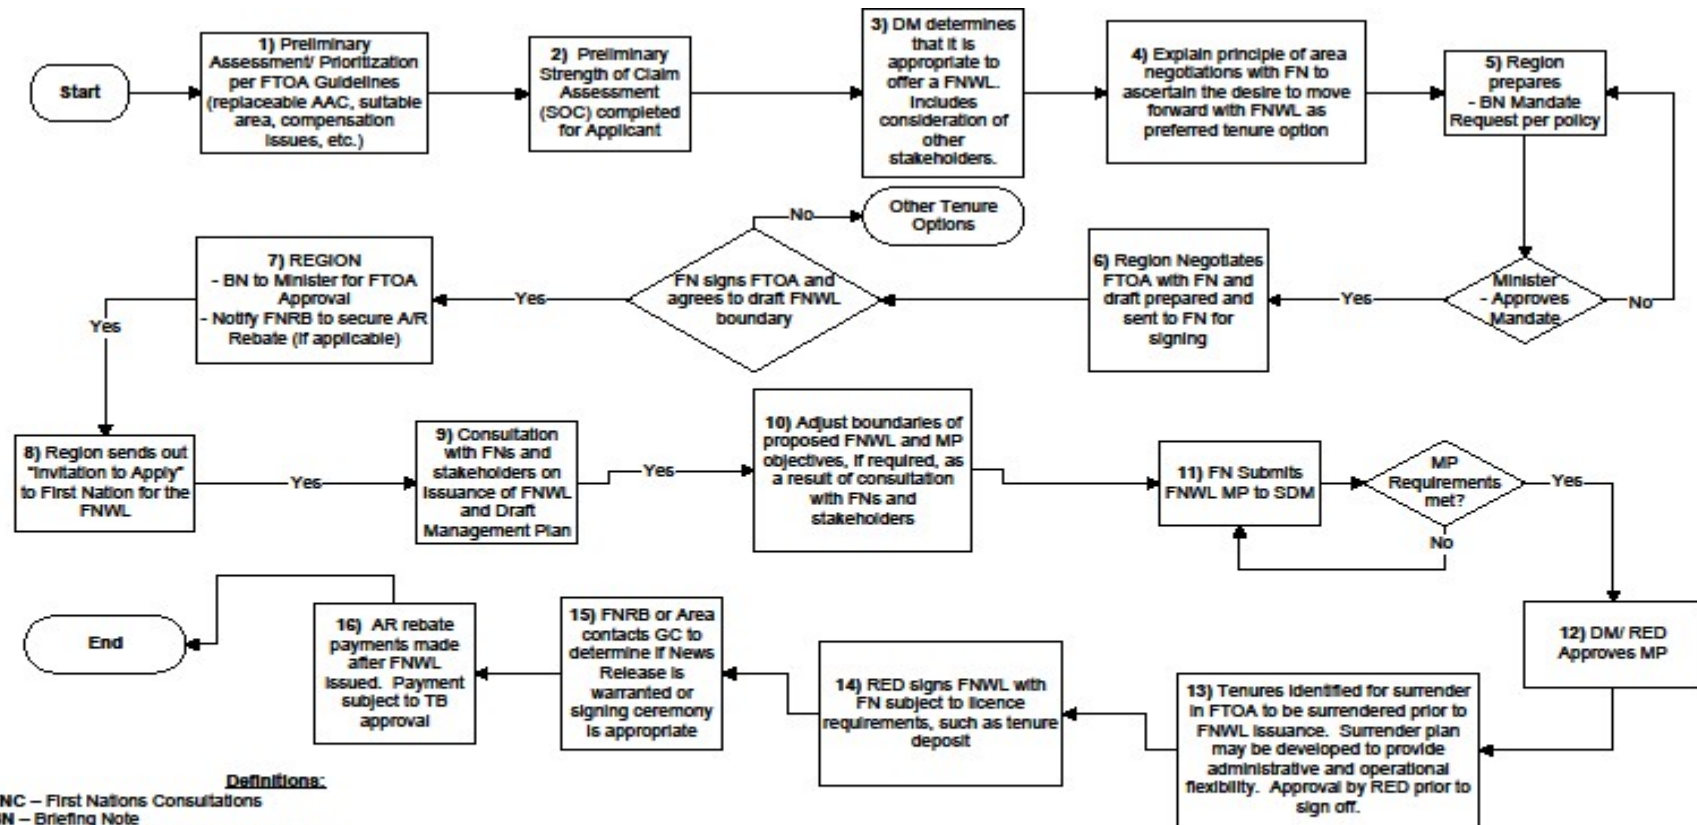 Start
1) Preliminary
Assessment/ Prioritization
per FTOA Guidelines
(replaceable AAC, suitable
area, compensation
issues, etc.)
2) Preliminary
Strength of Claim
Assessment
(SOC) completed
for Applicant
3) DM determines
that it is
appropriate to
offer a FNWL.
Includes
consideration of
other
stakeholders.
4) Explain principle of area
negotiations with FN to
ascertain the desire to move
forward with FNWL as
preferred tenure option
5) Region
prepares
- BN Mandate
Request per policy
Minister
- Approves
Mandate
No
Yes
6) Region Negotiates
FTOA with FN and
draft prepared and
sent to FN for
signing
FN signs FTOA and
agrees to draft FNWL
boundary
No
Other Tenure
Options
Yes
7) REGION
- BN to Minister for FTOA
Approval
- Notify FNRB to secure A/R
Rebate (if applicable)
Yes
8) Region sends out
"Invitation to Apply"
to First Nation for the
FNWL
Yes
9) Consultation
with FNs and
stakeholders on
issuance of FNWL
and Draft
Management Plan
Yes
10) Adjust boundaries of
proposed FNWL and MP
objectives, if required, as
a result of consultation
with FNs and
stakeholders
11) FN Submits
FNWL MP to SDM
MP
Requirements
met?
No
Yes
12) DM/ RED
Approves MP
13) Tenures identified for surrender
in FTOA to be surrendered prior to
FNWL issuance. Surrender plan
may be developed to provide
administrative and operational
flexibility. Approval by RED prior to
sign off.
14) RED signs FNWL with
FN subject to licence
requirements, such as tenure
deposit
15) FNRB or Area
contacts GC to
determine if News
Release is
warranted or
signing ceremony
is appropriate
16) AR rebate
payments made
after FNWL
issued. Payment
subject to TB
approval
End
Definitions:
NC – First Nations Consultations
N – Briefing Note